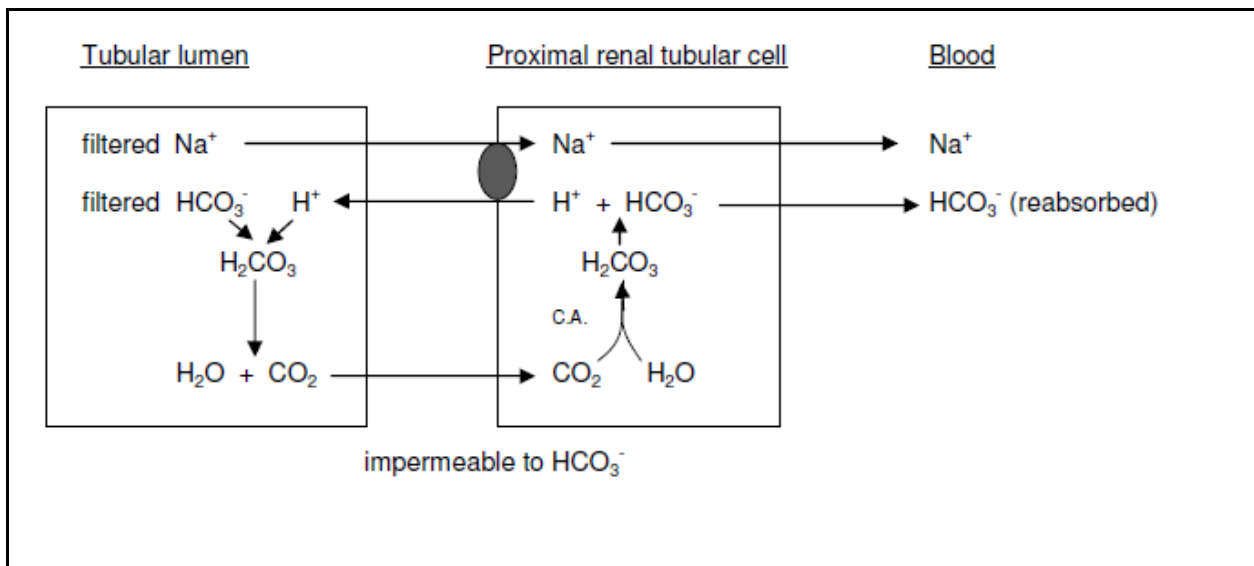 Tubular lumen Proximal renal tubular cell Blood
filtered Na⁺ Na⁺ Na⁺
filtered HCO₃⁻ H⁺ H⁺ + HCO₃⁻ HCO₃⁻ (reabsorbed)
H₂CO₃ H₂CO₃
C.A.
H₂O + CO₂ CO₂ H₂O
impermeable to HCO₃⁻